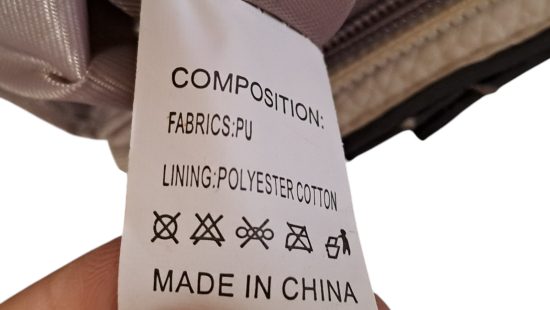 COMPOSITION:
FABRICS:PU
LINING:POLYESTER COTTON
MADE IN CHINA